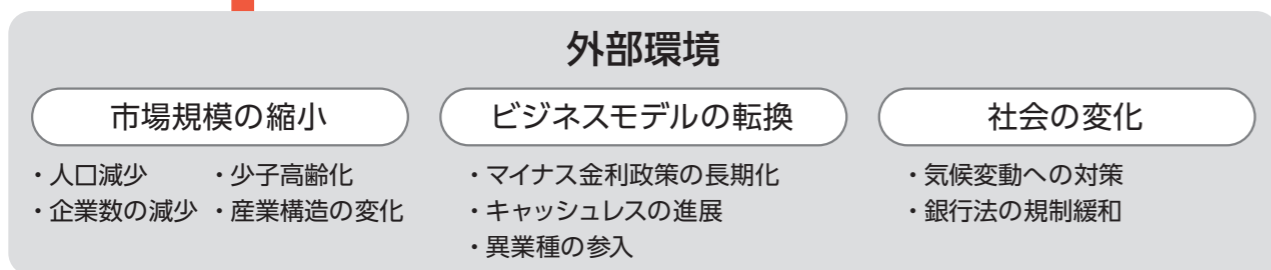 外部環境
市場規模の縮小
・人口減少 ・少子高齢化
・企業数の減少 ・産業構造の変化
ビジネスモデルの転換
・マイナス金利政策の長期化
・キャッシュレスの進展
・異業種の参入
社会の変化
・気候変動への対策
・銀行法の規制緩和